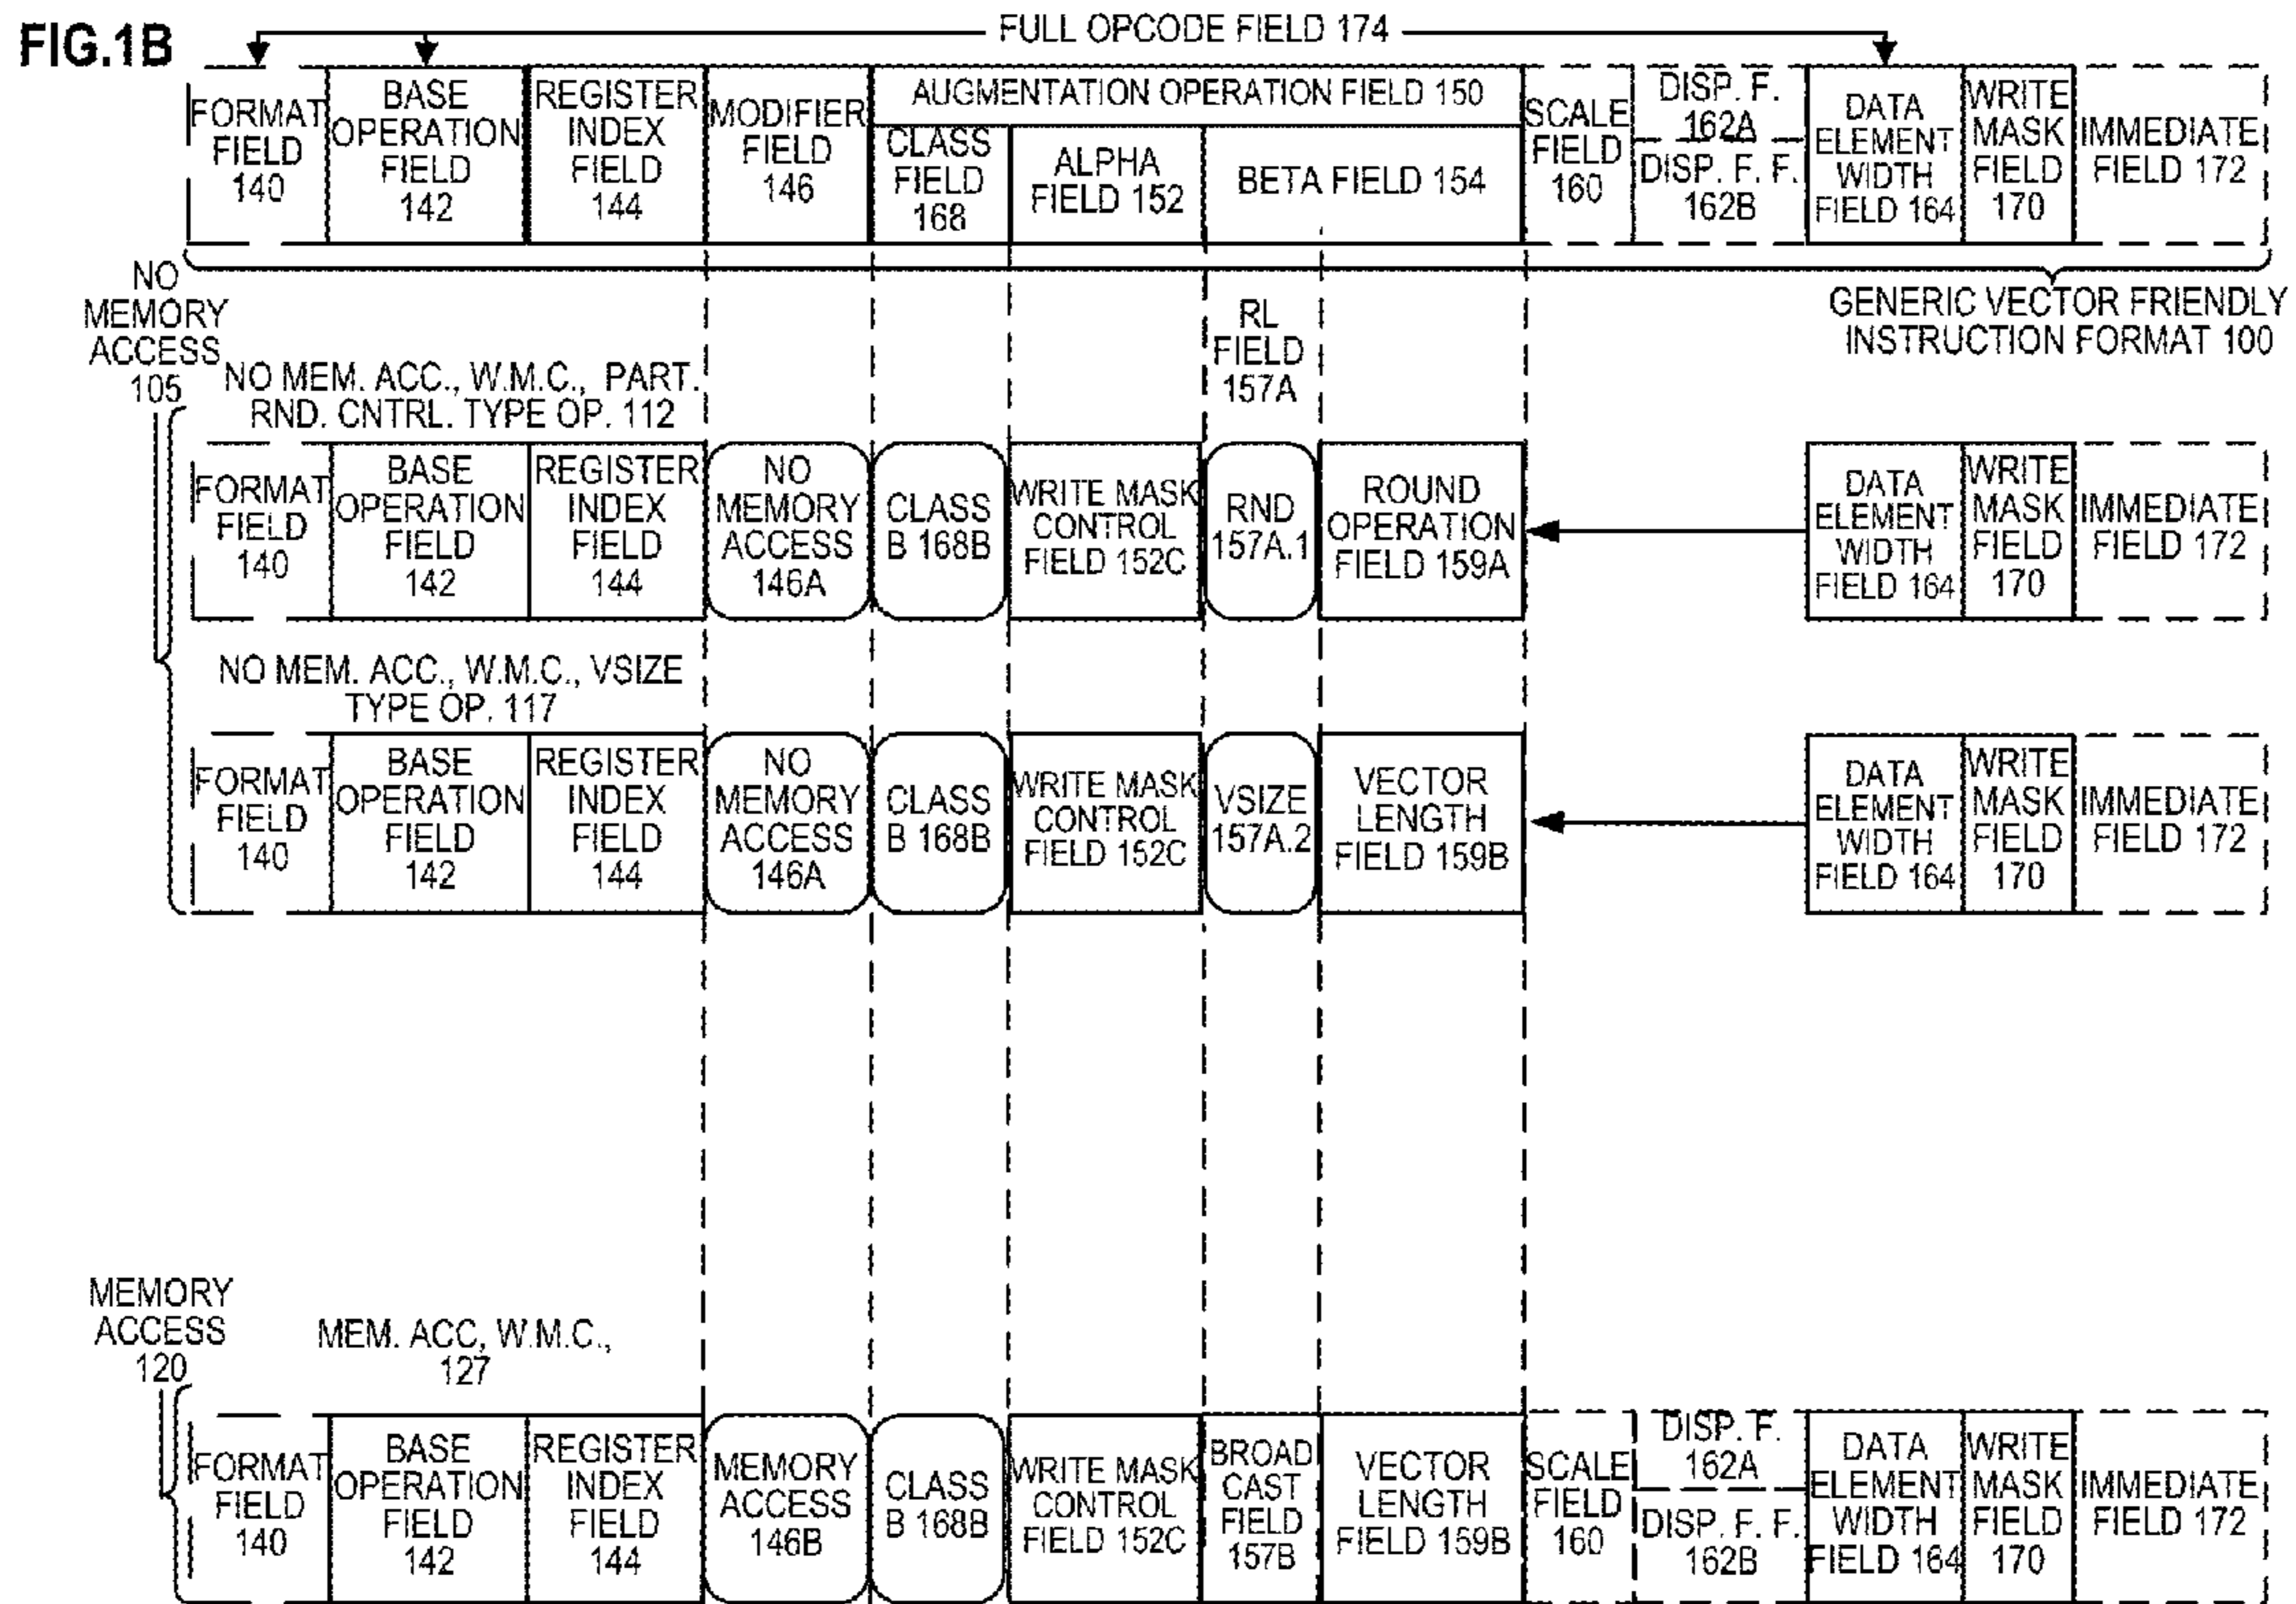 FIG.1B
FULL OPCODE FIELD 174
FORMAT
FIELD
140
BASE
OPERATION
FIELD
142
REGISTER
INDEX
FIELD
144
MODIFIER
FIELD
146
AUGMENTATION OPERATION FIELD 150
CLASS
FIELD
168
ALPHA
FIELD 152
BETA FIELD 154
SCALE
FIELD
160
DISP. F.
162A
DISP. F. F.
162B
DATA
ELEMENT
WIDTH
FIELD 164
WRITE
MASK
FIELD
170
IMMEDIATE
FIELD 172
GENERIC VECTOR FRIENDLY
INSTRUCTION FORMAT 100
NO
MEMORY
ACCESS
105
RL
FIELD
157A
NO MEM. ACC., W.M.C., PART.
RND. CNTRL. TYPE OP. 112
FORMAT
FIELD
140
BASE
OPERATION
FIELD
142
REGISTER
INDEX
FIELD
144
NO
MEMORY
ACCESS
146A
CLASS
B 168B
WRITE MASK
CONTROL
FIELD 152C
RND
157A.1
ROUND
OPERATION
FIELD 159A
DATA
ELEMENT
WIDTH
FIELD 164
WRITE
MASK
FIELD
170
IMMEDIATE
FIELD 172
NO MEM. ACC., W.M.C., VSIZE
TYPE OP. 117
FORMAT
FIELD
140
BASE
OPERATION
FIELD
142
REGISTER
INDEX
FIELD
144
NO
MEMORY
ACCESS
146A
CLASS
B 168B
WRITE MASK
CONTROL
FIELD 152C
VSIZE
157A.2
VECTOR
LENGTH
FIELD 159B
DATA
ELEMENT
WIDTH
FIELD 164
WRITE
MASK
FIELD
170
IMMEDIATE
FIELD 172
MEMORY
ACCESS
120
MEM. ACC, W.M.C.,
127
FORMAT
FIELD
140
BASE
OPERATION
FIELD
142
REGISTER
INDEX
FIELD
144
MEMORY
ACCESS
146B
CLASS
B 168B
WRITE MASK
CONTROL
FIELD 152C
BROAD
CAST
FIELD
157B
VECTOR
LENGTH
FIELD 159B
SCALE
FIELD
160
DISP. F.
162A
DISP. F. F.
162B
DATA
ELEMENT
WIDTH
FIELD 164
WRITE
MASK
FIELD
170
IMMEDIATE
FIELD 172